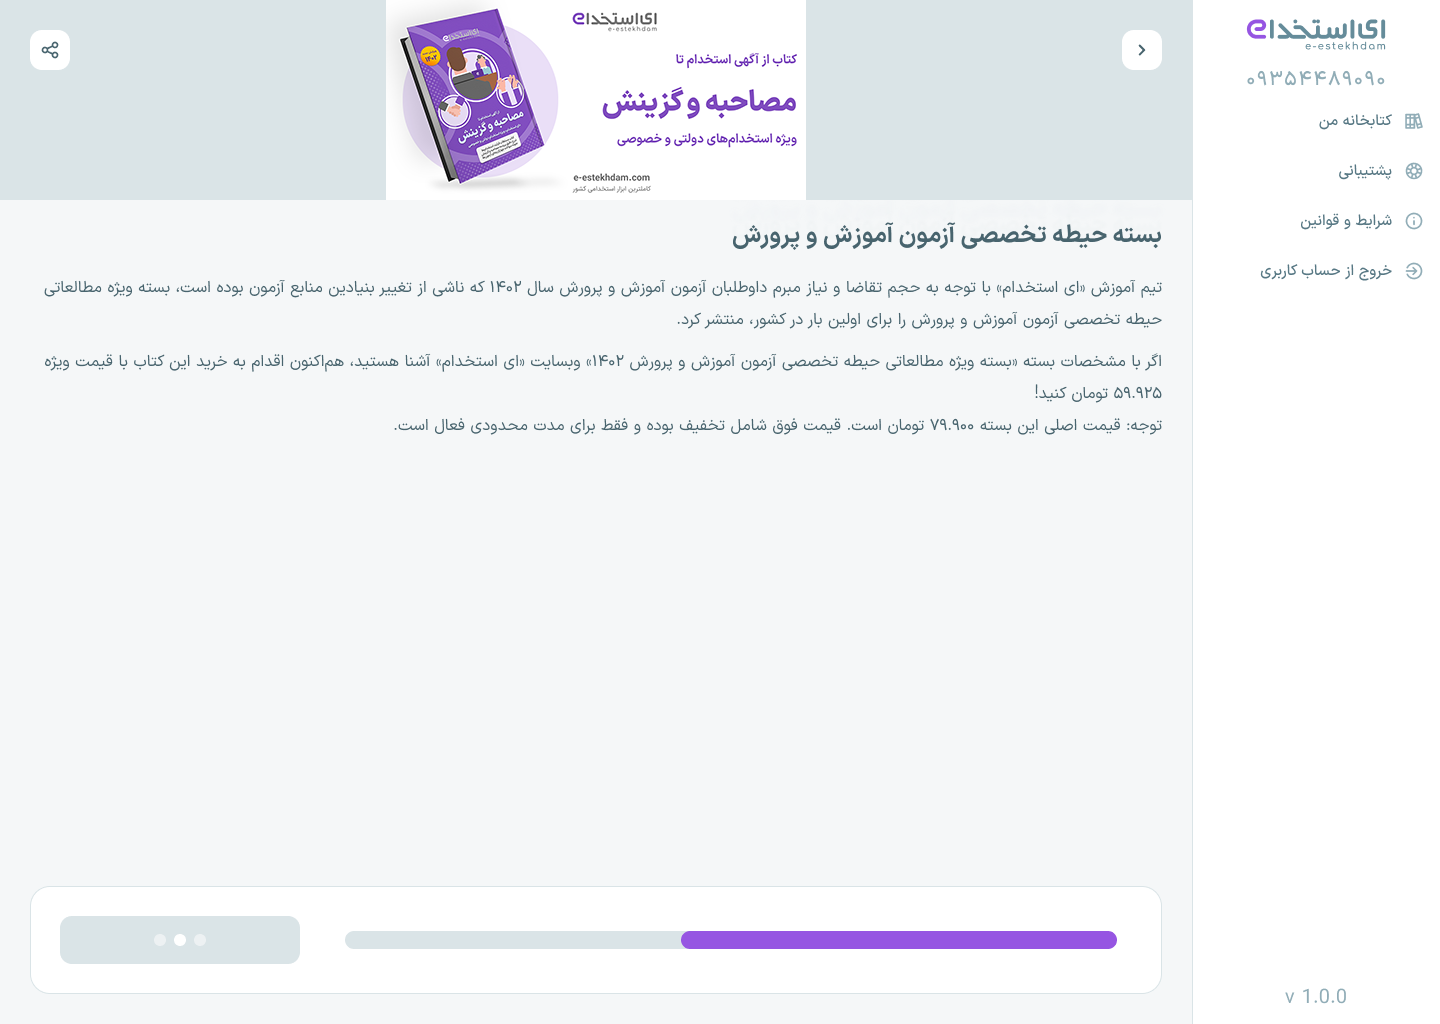 ای‌استخدام
e-estekhdam
۰۹۳۵۴۴۸۹۰۹۰
کتابخانه من
پشتیبانی
شرایط و قوانین
خروج از حساب کاربری
v 1.0.0
ای‌استخدام
e-estekhdam
کتاب از آگهی استخدام تا
مصاحبه و گزینش
ویژه استخدام‌های دولتی و خصوصی
e-estekhdam.com
کاملترین ابزار استخدامی کشور
ای‌استخدام
۱۴۰۲
مصاحبه و گزینش
بسته حیطه تخصصی آزمون آموزش و پرورش
تیم آموزش «ای استخدام» با توجه به حجم تقاضا و نیاز مبرم داوطلبان آزمون آموزش و پرورش سال ۱۴۰۲ که ناشی از تغییر بنیادین منابع آزمون بوده است، بسته ویژه مطالعاتی
حیطه تخصصی آزمون آموزش و پرورش را برای اولین بار در کشور، منتشر کرد.
اگر با مشخصات بسته «بسته ویژه مطالعاتی حیطه تخصصی آزمون آموزش و پرورش ۱۴۰۲» وبسایت «ای استخدام» آشنا هستید، هم‌اکنون اقدام به خرید این کتاب با قیمت ویژه
۵۹.۹۲۵ تومان کنید!
توجه: قیمت اصلی این بسته ۷۹.۹۰۰ تومان است. قیمت فوق شامل تخفیف بوده و فقط برای مدت محدودی فعال است.